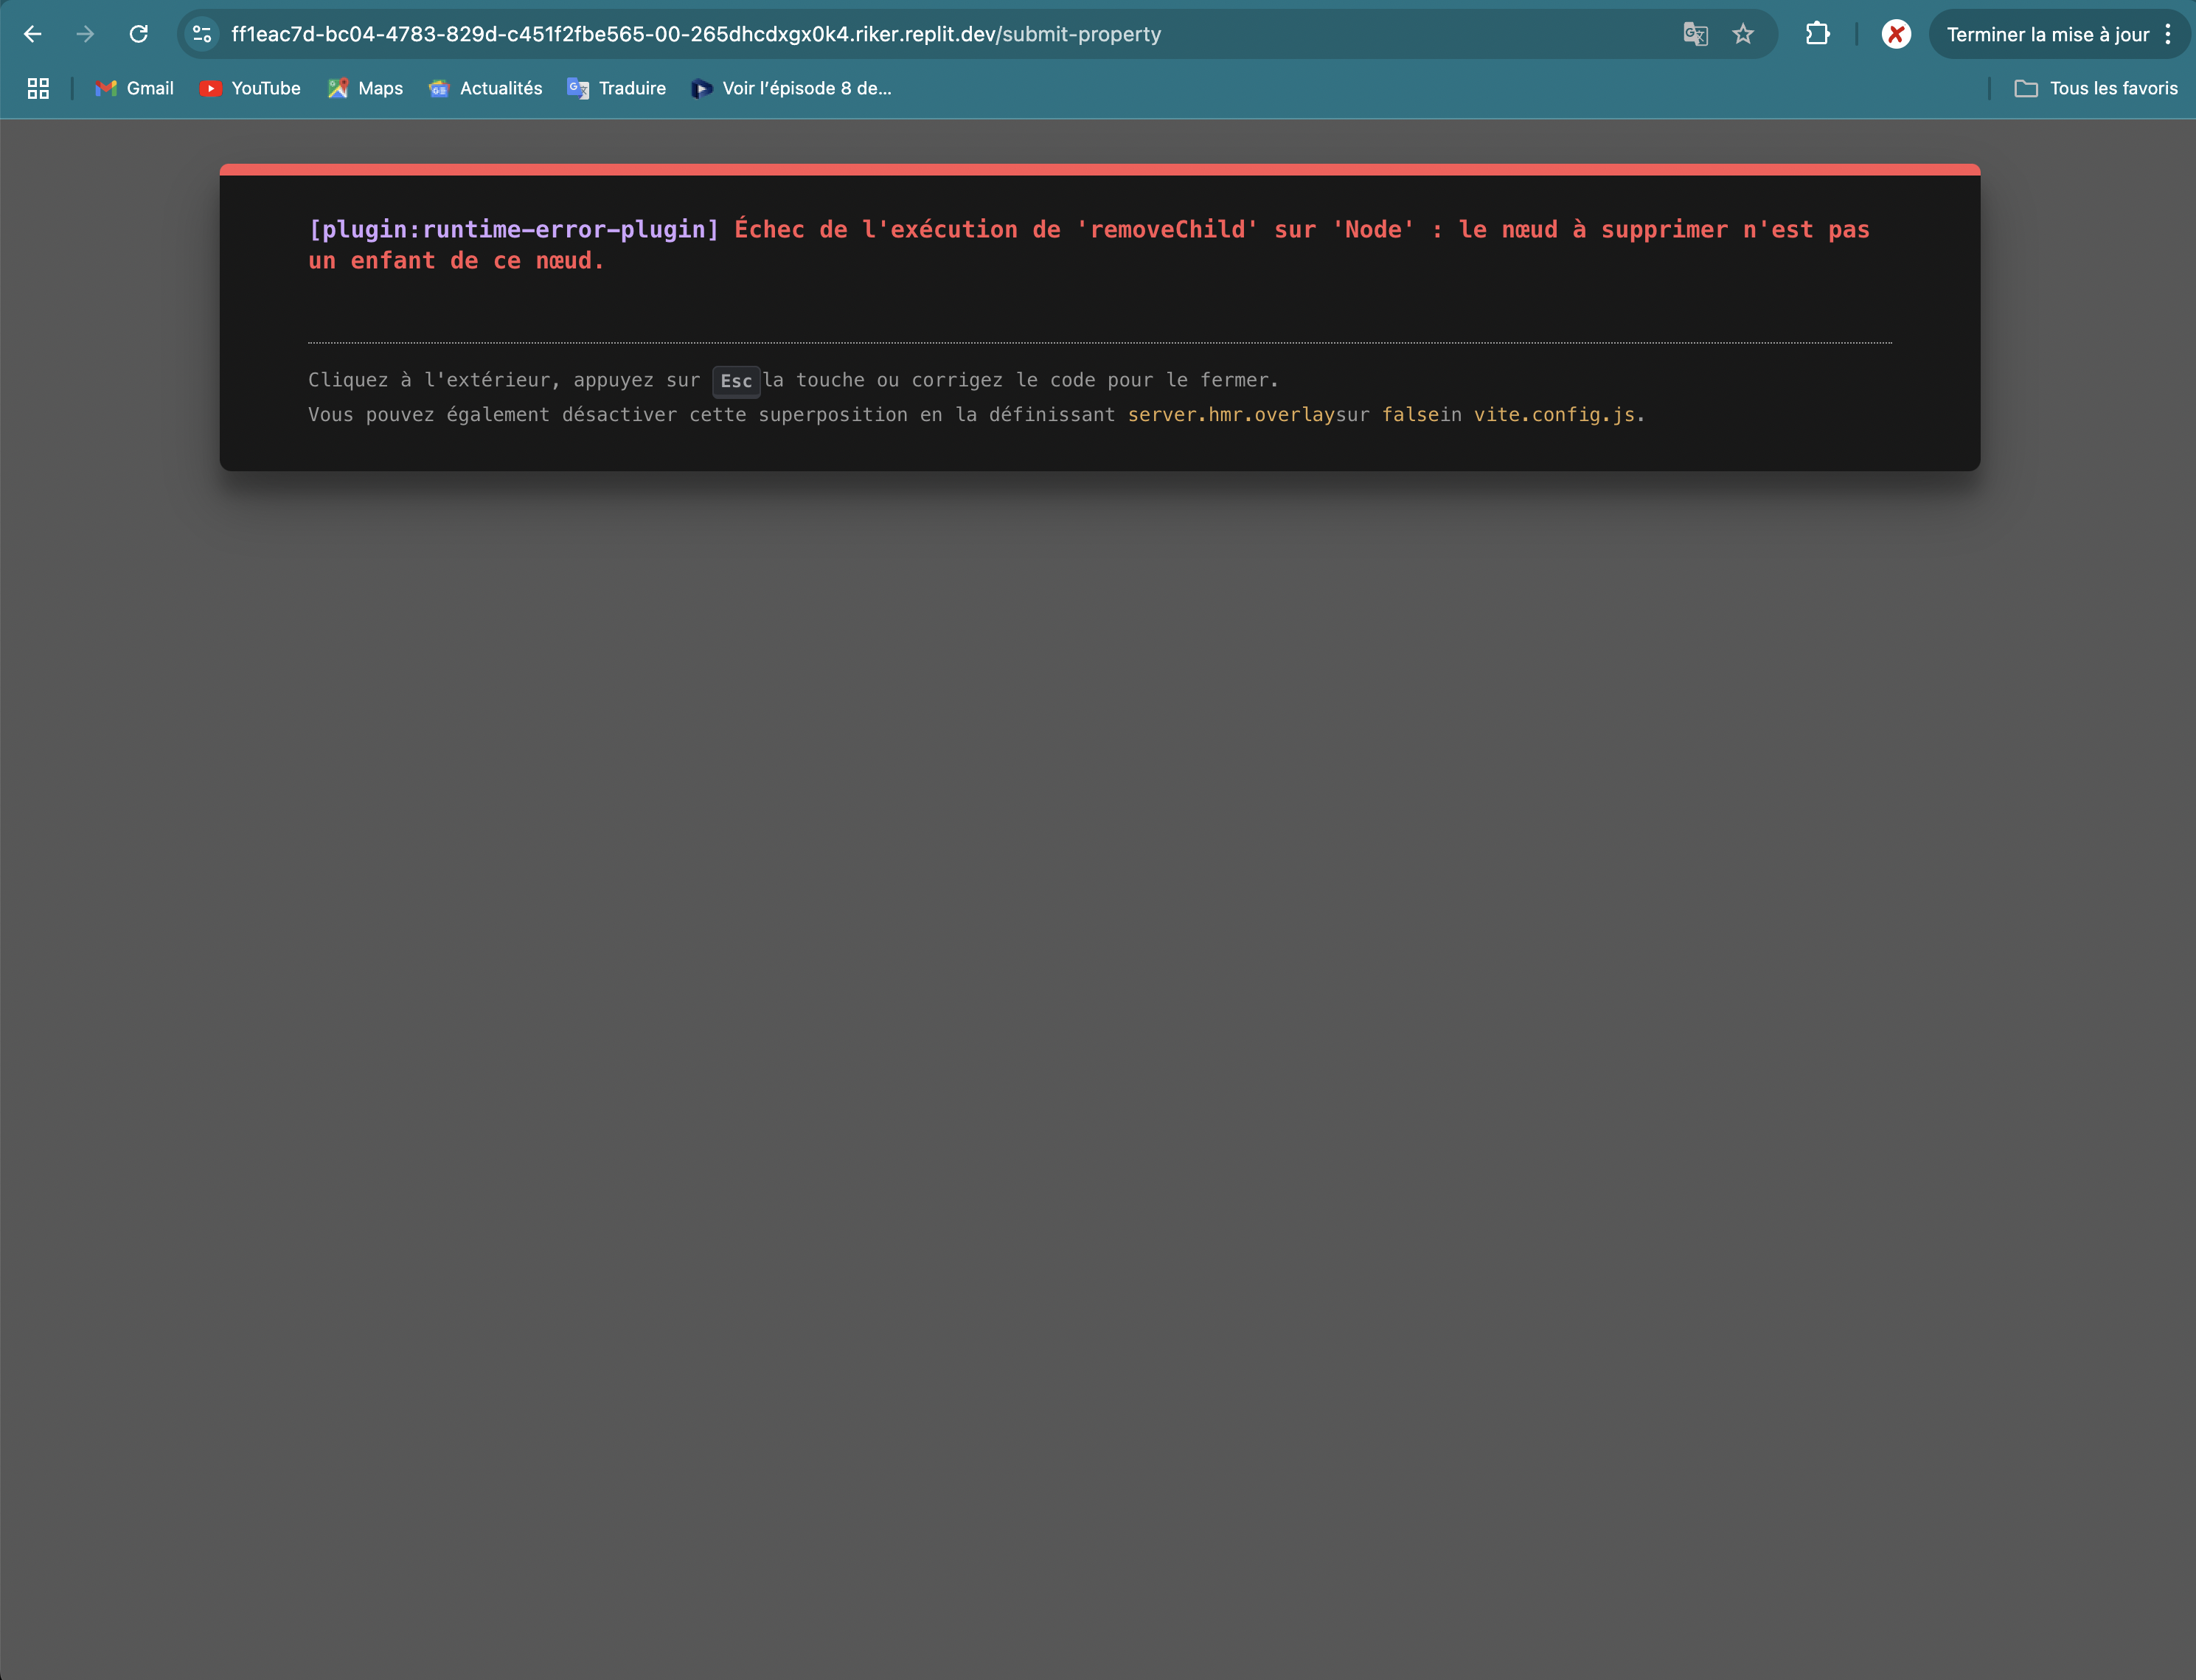 ff1eac7d-bc04-4783-829d-c451f2fbe565-00-265dhcdxgx0k4.riker.replit.dev/submit-property
Terminer la mise à jour
Gmail
YouTube
Maps
Actualités
Traduire
Voir l’épisode 8 de...
Tous les favoris
[plugin:runtime-error-plugin] Échec de l'exécution de 'removeChild' sur 'Node' : le nœud à supprimer n'est pas
un enfant de ce nœud.
Cliquez à l'extérieur, appuyez sur Esc la touche ou corrigez le code pour le fermer.
Vous pouvez également désactiver cette superposition en la définissant server.hmr.overlaysur falsein vite.config.js.